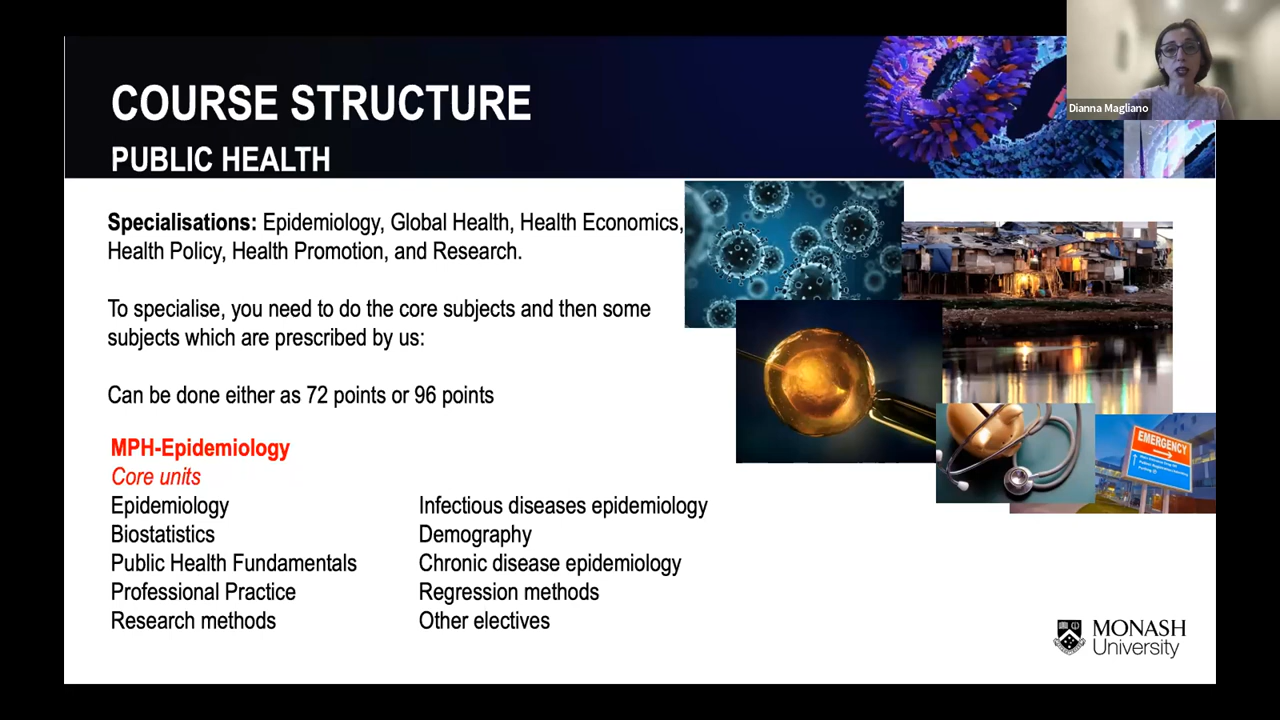 COURSE STRUCTURE
PUBLIC HEALTH
Dianna Magliano
Specialisations: Epidemiology, Global Health, Health Economics,
Health Policy, Health Promotion, and Research.
To specialise, you need to do the core subjects and then some
subjects which are prescribed by us:
Can be done either as 72 points or 96 points
MPH-Epidemiology
Core units
Epidemiology
Biostatistics
Public Health Fundamentals
Professional Practice
Research methods
Infectious diseases epidemiology
Demography
Chronic disease epidemiology
Regression methods
Other electives
EMERGENCY
MONASH
University